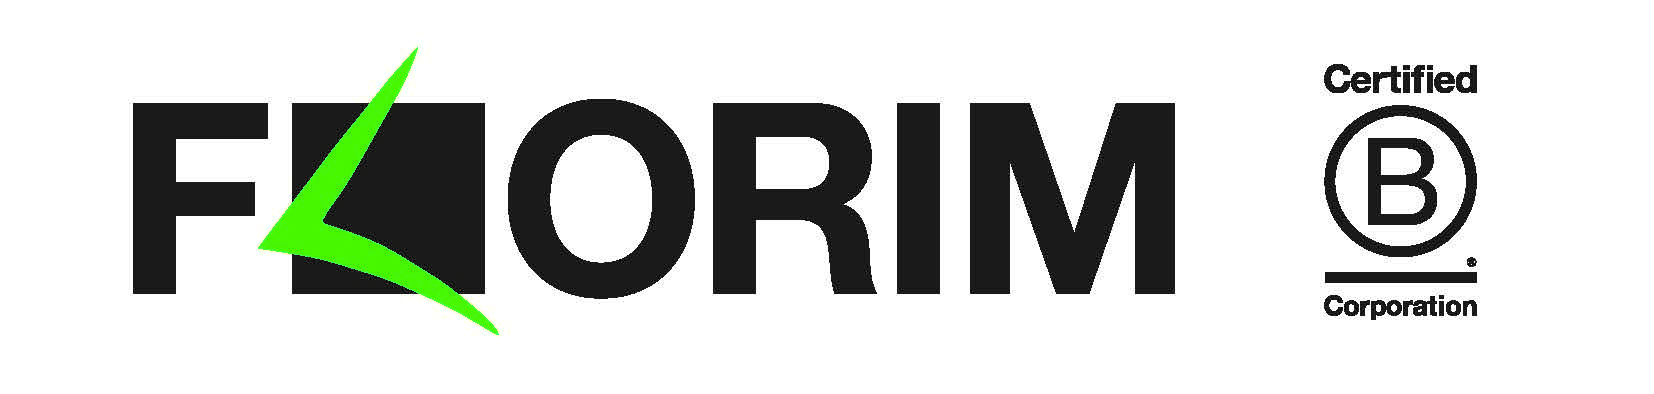 FLORIM
Certified
B
®
Corporation